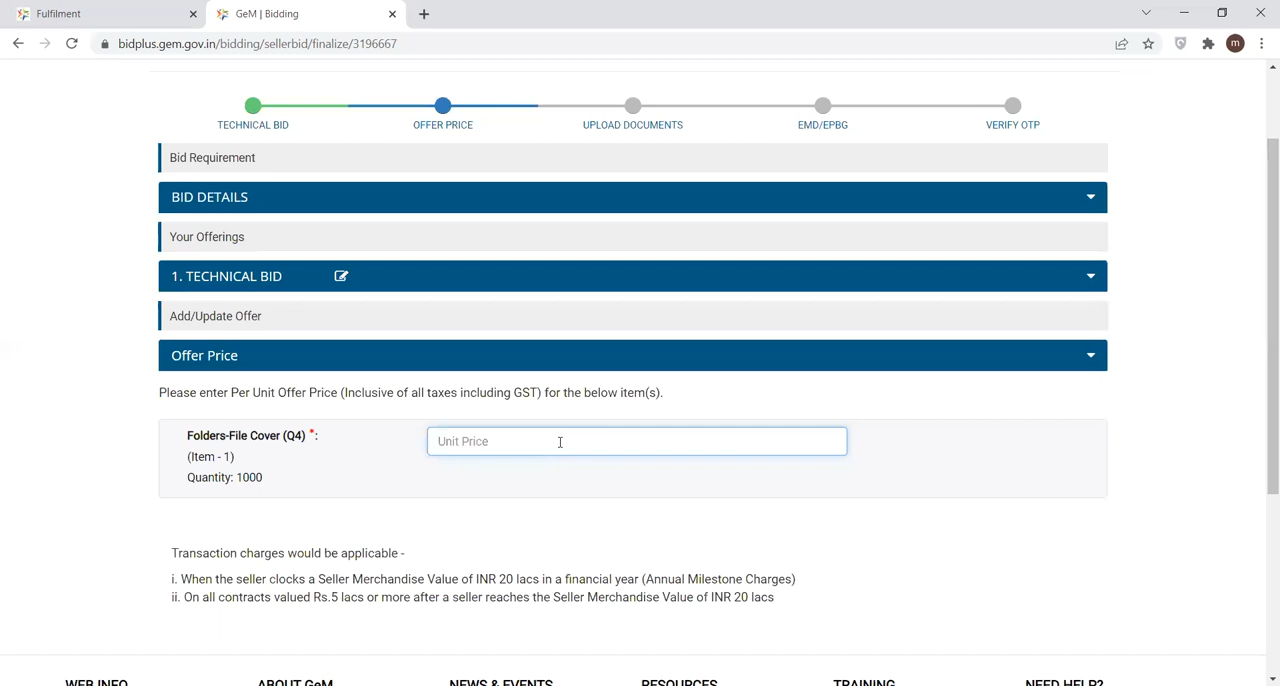 Fulfilment
GeM | Bidding
bidplus.gem.gov.in/bidding/sellerbid/finalize/3196667
m
TECHNICAL BID
OFFER PRICE
UPLOAD DOCUMENTS
EMD/EPBG
VERIFY OTP
Bid Requirement
BID DETAILS
Your Offerings
1. TECHNICAL BID
Add/Update Offer
Offer Price
Please enter Per Unit Offer Price (Inclusive of all taxes including GST) for the below item(s).
Folders-File Cover (Q4) *:
Unit Price
(Item - 1)
Quantity: 1000
Transaction charges would be applicable -
i. When the seller clocks a Seller Merchandise Value of INR 20 lacs in a financial year (Annual Milestone Charges)
ii. On all contracts valued Rs.5 lacs or more after a seller reaches the Seller Merchandise Value of INR 20 lacs
WEB INFO
ABOUT GeM
NEWS & EVENTS
RESOURCES
TRAINING
NEED HELP?